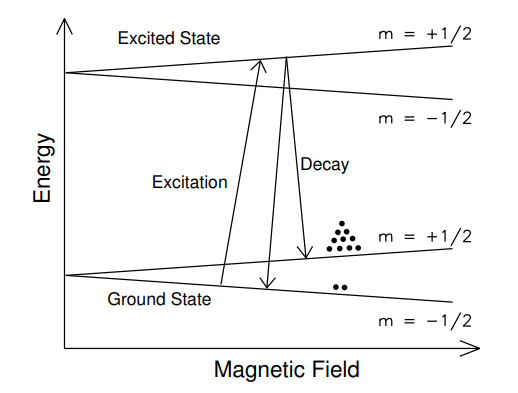 Excited State
m = +1/2
m = −1/2
Energy
Excitation
Decay
m = +1/2
Ground State
m = −1/2
Magnetic Field